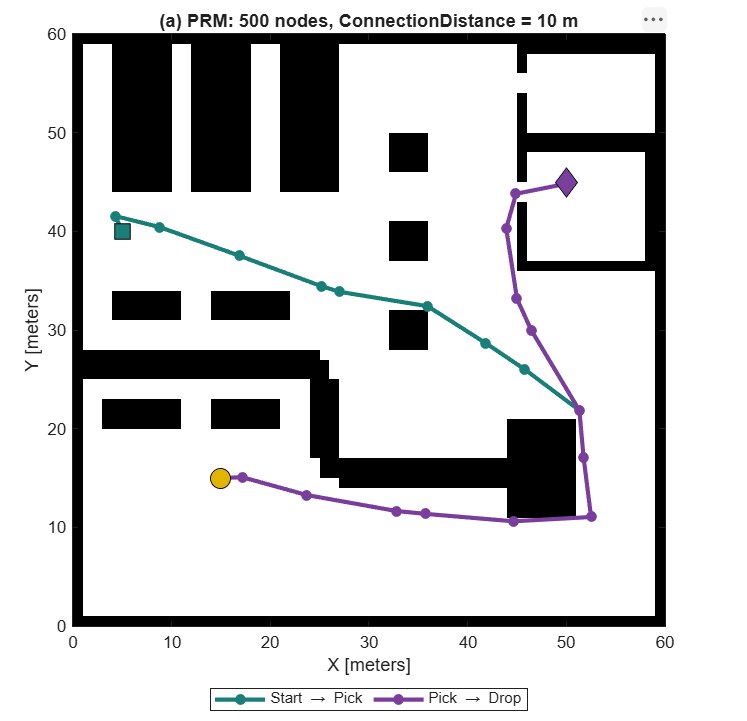 (a) PRM: 500 nodes, ConnectionDistance = 10 m
60
50
40
30
20
10
0
Y [meters]
0 10 20 30 40 50 60
X [meters]
Start → Pick Pick → Drop